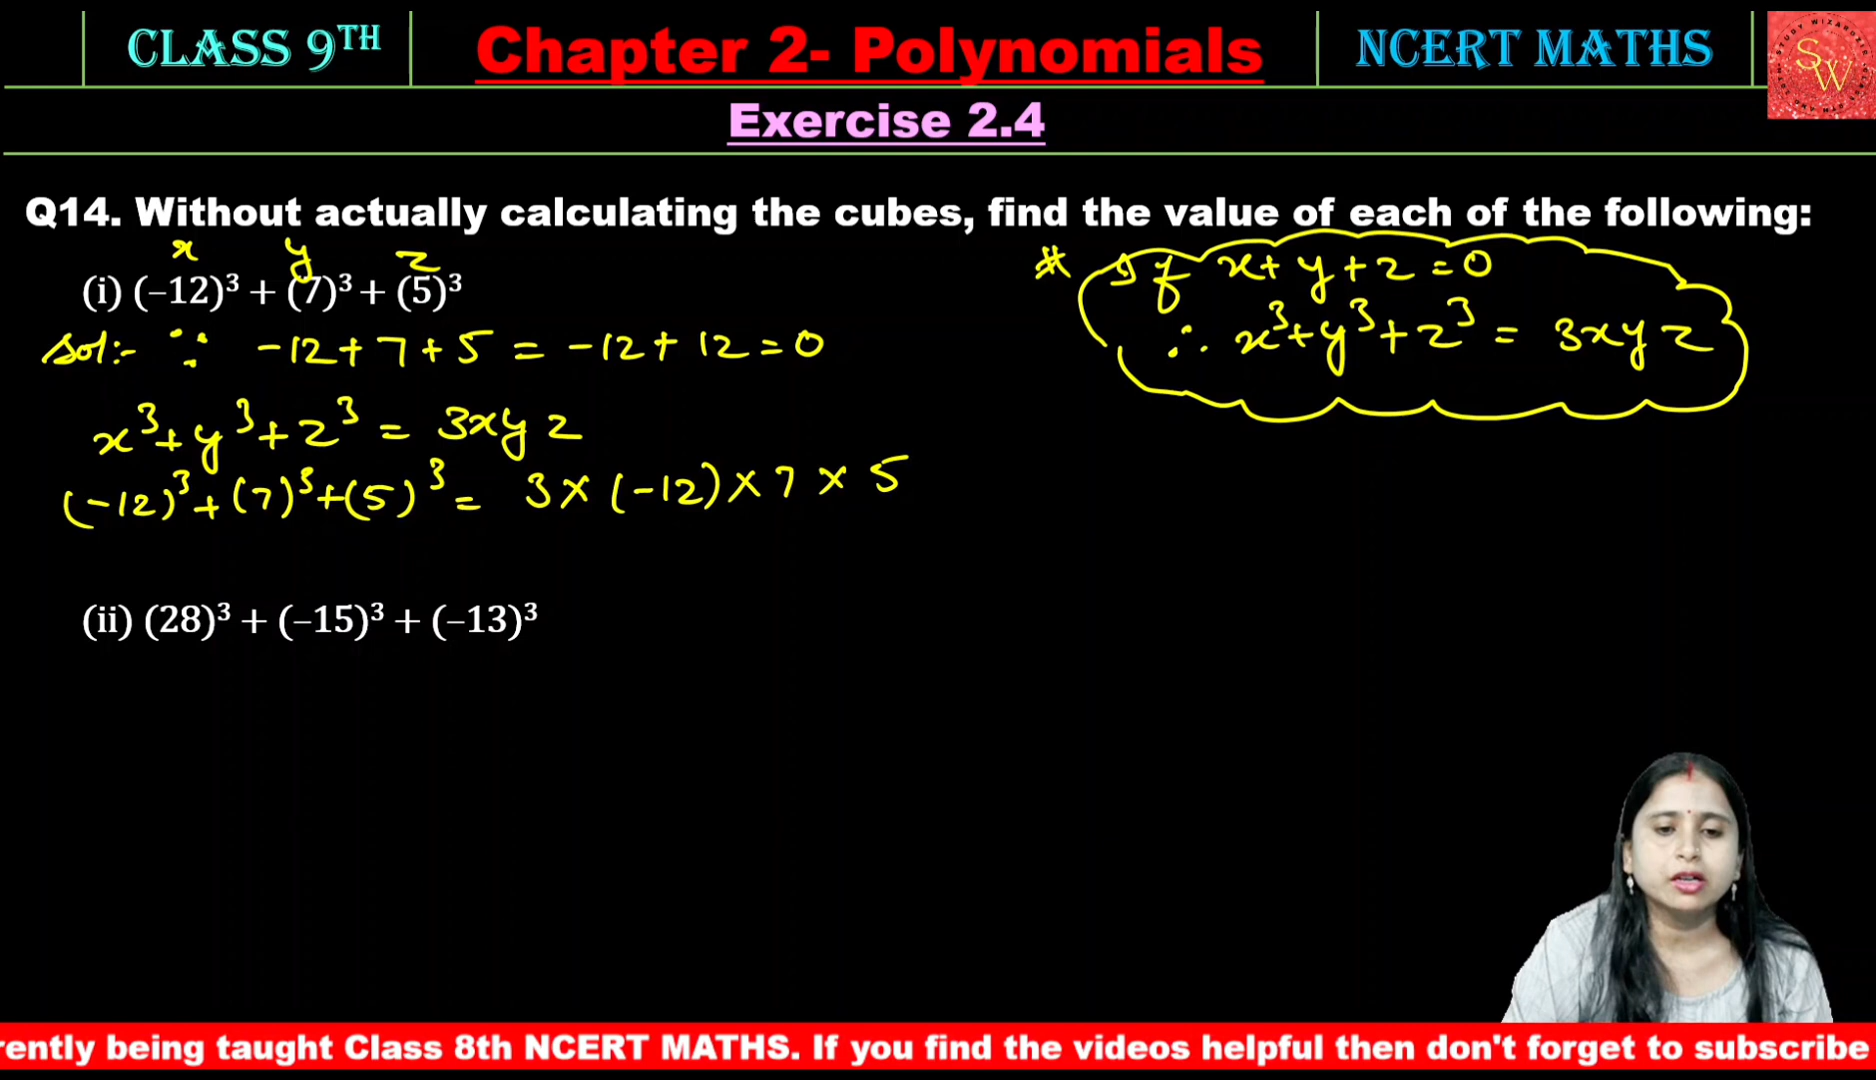 CLASS 9TH
Chapter 2- Polynomials
NCERT MATHS
SW
Exercise 2.4
Q14. Without actually calculating the cubes, find the value of each of the following:
x y z
(i) (–12)³ + (7)³ + (5)³
* If x+y+z=0
∴ x³+y³+z³ = 3xyz
Sol:- ∵ -12+7+5 = -12+12=0
x³+y³+z³ = 3xyz
(-12)³+(7)³+(5)³ = 3×(-12)×7×5
(ii) (28)³ + (–15)³ + (–13)³
rently being taught Class 8th NCERT MATHS. If you find the videos helpful then don't forget to subscribe